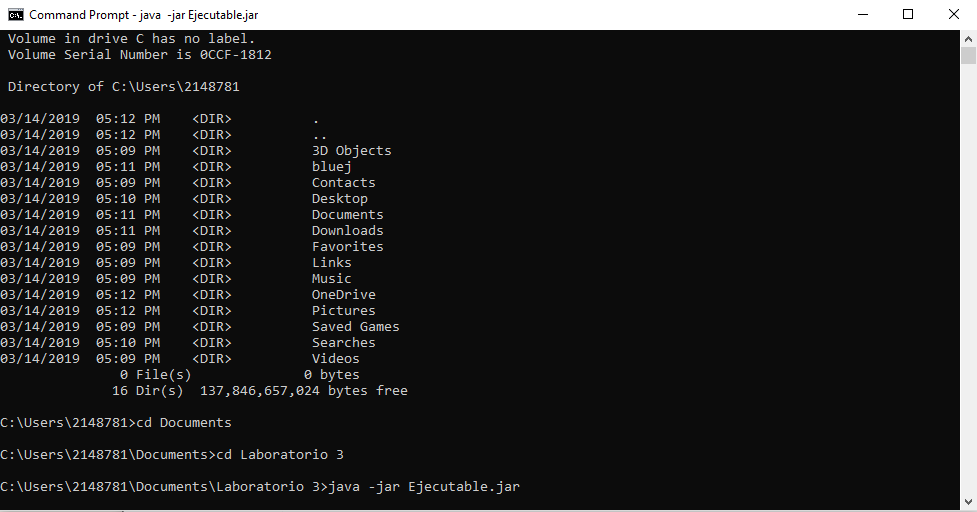 Command Prompt - java  -jar Ejecutable.jar
 Volume in drive C has no label.
 Volume Serial Number is 0CCF-1812

 Directory of C:\Users\2148781

03/14/2019  05:12 PM    <DIR>          .
03/14/2019  05:12 PM    <DIR>          ..
03/14/2019  05:09 PM    <DIR>          3D Objects
03/14/2019  05:11 PM    <DIR>          bluej
03/14/2019  05:09 PM    <DIR>          Contacts
03/14/2019  05:10 PM    <DIR>          Desktop
03/14/2019  05:11 PM    <DIR>          Documents
03/14/2019  05:11 PM    <DIR>          Downloads
03/14/2019  05:09 PM    <DIR>          Favorites
03/14/2019  05:09 PM    <DIR>          Links
03/14/2019  05:09 PM    <DIR>          Music
03/14/2019  05:12 PM    <DIR>          OneDrive
03/14/2019  05:12 PM    <DIR>          Pictures
03/14/2019  05:09 PM    <DIR>          Saved Games
03/14/2019  05:10 PM    <DIR>          Searches
03/14/2019  05:09 PM    <DIR>          Videos
               0 File(s)              0 bytes
              16 Dir(s)  137,846,657,024 bytes free

C:\Users\2148781>cd Documents

C:\Users\2148781\Documents>cd Laboratorio 3

C:\Users\2148781\Documents\Laboratorio 3>java -jar Ejecutable.jar